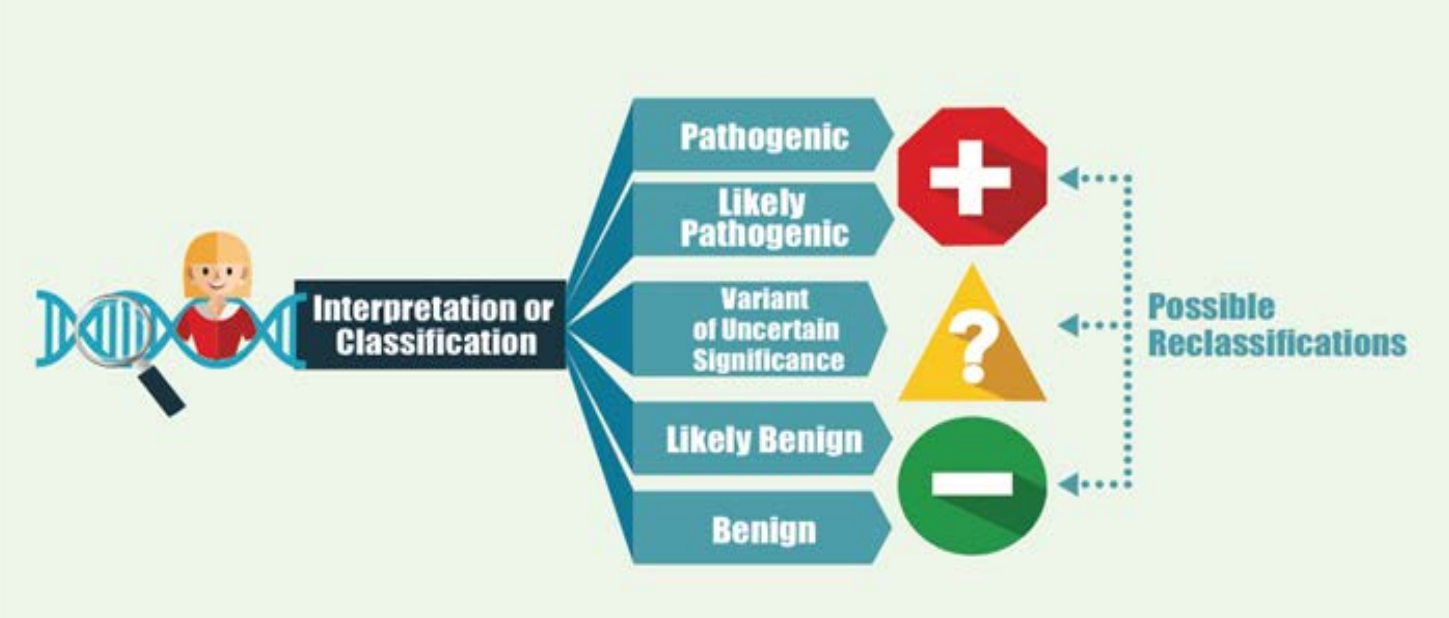 Interpretation or
Classification
Pathogenic
Likely
Pathogenic
Variant
of Uncertain
Significance
Likely Benign
Benign
?
Possible
Reclassifications